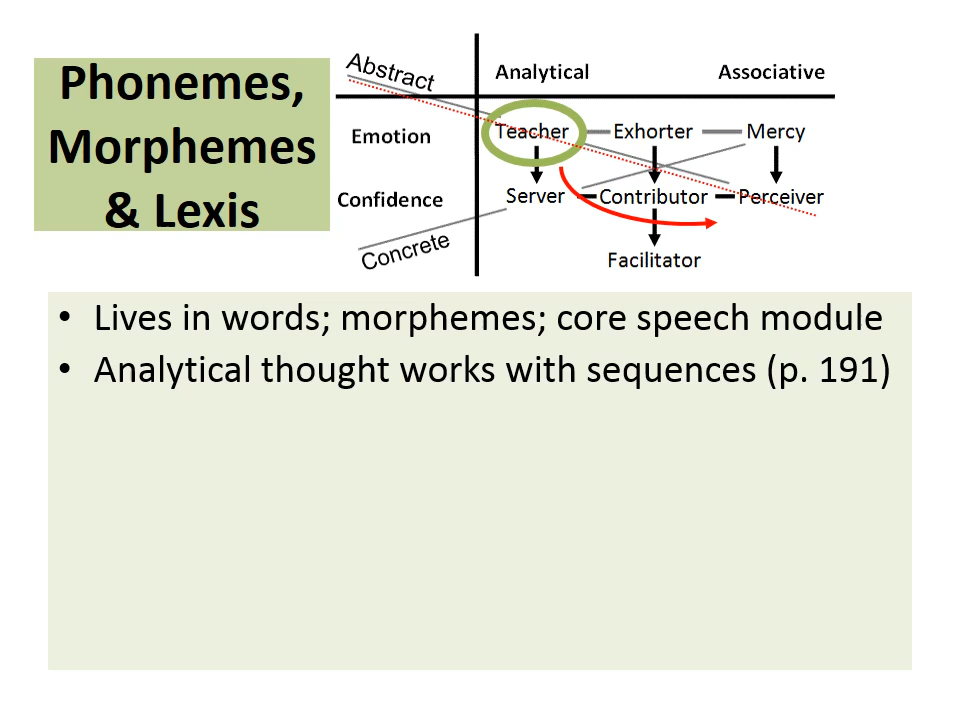 Phonemes,
Morphemes
& Lexis
Abstract
Analytical
Associative
Emotion
Teacher
Exhorter
Mercy
Confidence
Server
Contributor
Perceiver
Concrete
Facilitator
• Lives in words; morphemes; core speech module
• Analytical thought works with sequences (p. 191)